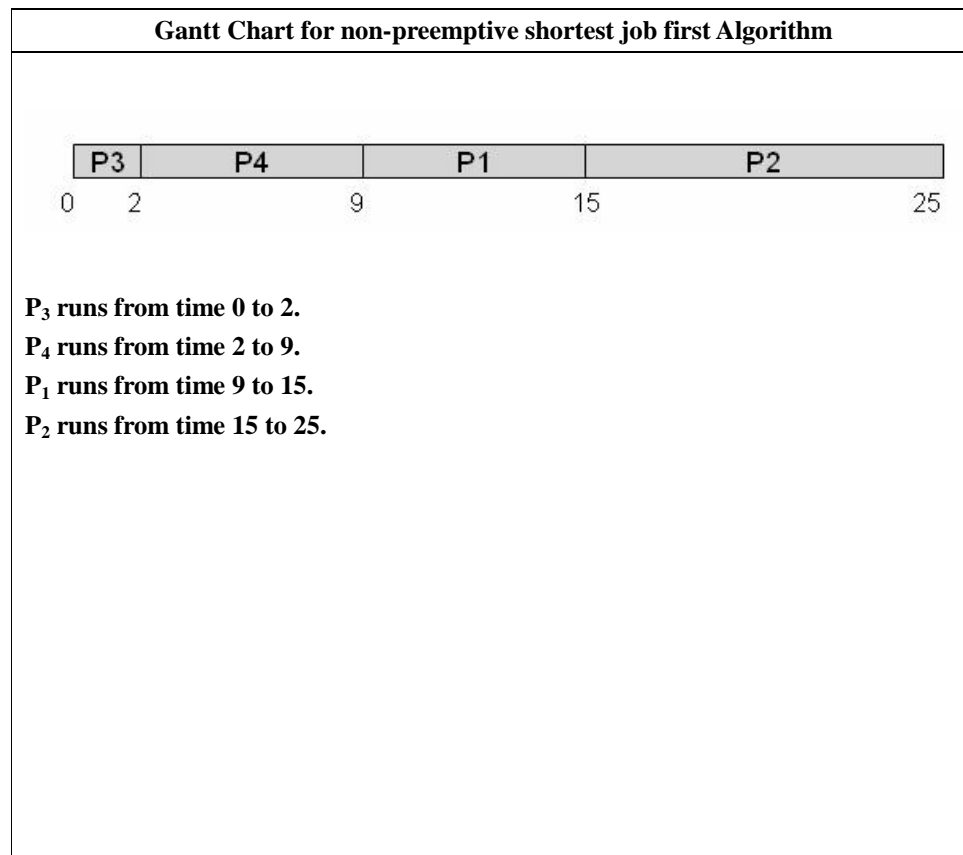 Gantt Chart for non-preemptive shortest job first Algorithm
P3 P4 P1 P2
0 2 9 15 25
P₃ runs from time 0 to 2.
P₄ runs from time 2 to 9.
P₁ runs from time 9 to 15.
P₂ runs from time 15 to 25.